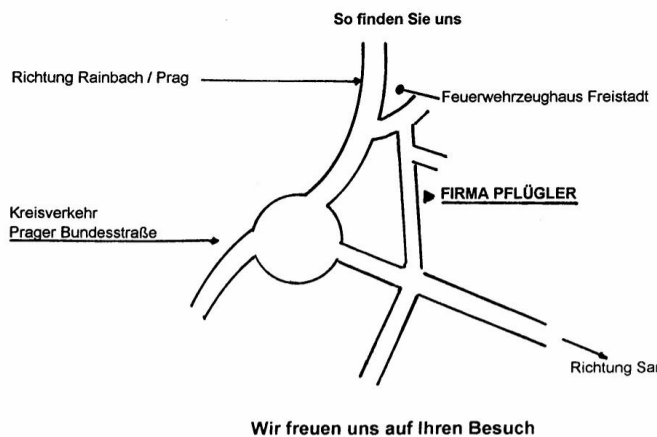 So finden Sie uns
Richtung Rainbach / Prag
Feuerwehrzeughaus Freistadt
FIRMA PFLÜGLER
Kreisverkehr
Prager Bundesstraße
Richtung
Wir freuen uns auf Ihren Besuch